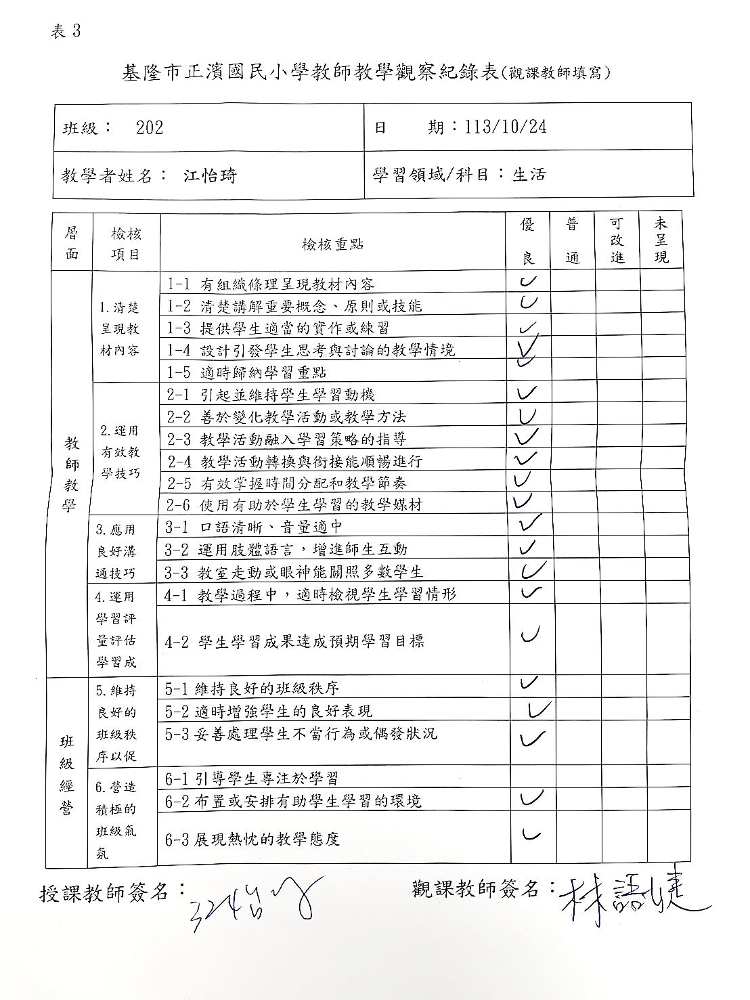 表 3
基隆市正濱國民小學教師教學觀察紀錄表(觀課教師填寫)
班級： 202
日 期：113/10/24
教學者姓名： 江怡琦
學習領域/科目：生活
層面
檢核項目
檢核重點
優良
普通
可改進
未呈現
教師教學
1.清楚
呈現教
材內容
1-1 有組織條理呈現教材內容 ✓
1-2 清楚講解重要概念、原則或技能 ✓
1-3 提供學生適當的實作或練習 ✓
1-4 設計引發學生思考與討論的教學情境 ✓
1-5 適時歸納學習重點 ✓
2.運用
有效教
學技巧
2-1 引起並維持學生學習動機 ✓
2-2 善於變化教學活動或教學方法 ✓
2-3 教學活動融入學習策略的指導 ✓
2-4 教學活動轉換與銜接能順暢進行 ✓
2-5 有效掌握時間分配和教學節奏 ✓
2-6 使用有助於學生學習的教學媒材 ✓
3.應用
良好溝
通技巧
3-1 口語清晰、音量適中 ✓
3-2 運用肢體語言，增進師生互動 ✓
3-3 教室走動或眼神能關照多數學生 ✓
4.運用
學習評
量評估
學習成
4-1 教學過程中，適時檢視學生學習情形 ✓
4-2 學生學習成果達成預期學習目標 ✓
班級經營
5.維持
良好的
班級秩
序以促
5-1 維持良好的班級秩序 ✓
5-2 適時增強學生的良好表現 ✓
5-3 妥善處理學生不當行為或偶發狀況 ✓
6.營造
積極的
班級氣
氛
6-1 引導學生專注於學習
6-2 布置或安排有助學生學習的環境 ✓
6-3 展現熱忱的教學態度 ✓
授課教師簽名：江怡琦
觀課教師簽名：林語婕